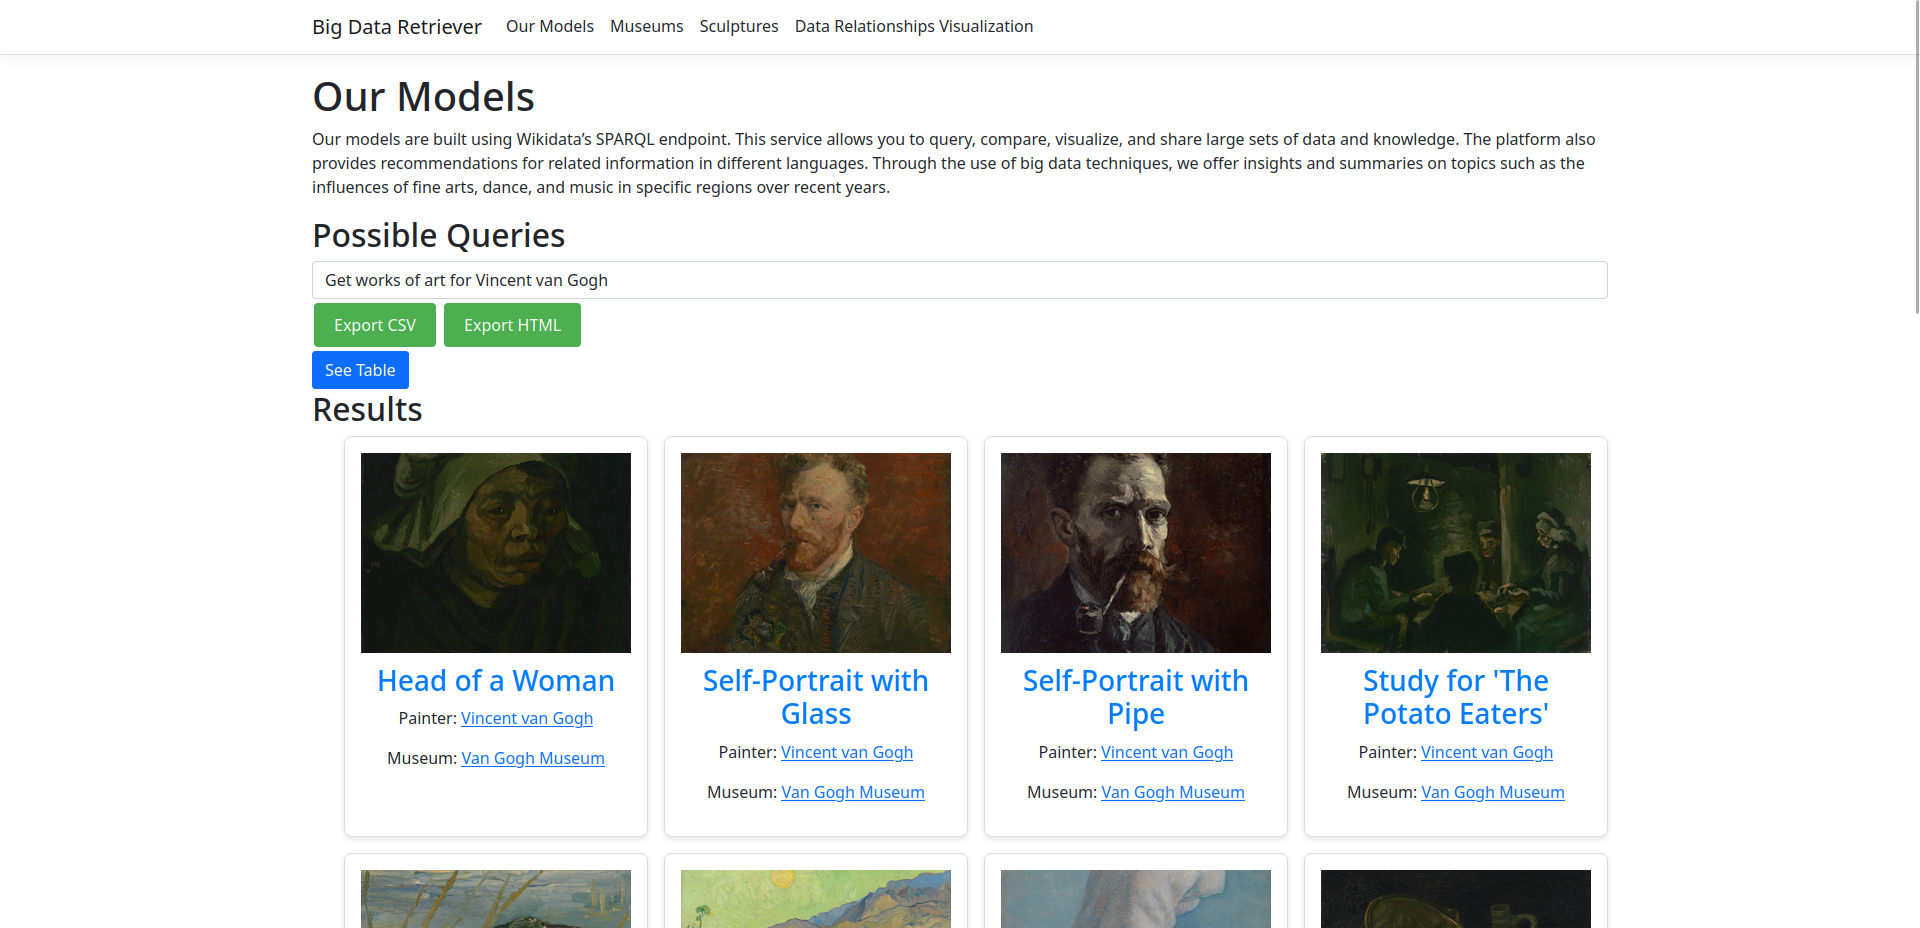 Big Data Retriever Our Models Museums Sculptures Data Relationships Visualization
Our Models
Our models are built using Wikidata’s SPARQL endpoint. This service allows you to query, compare, visualize, and share large sets of data and knowledge. The platform also
provides recommendations for related information in different languages. Through the use of big data techniques, we offer insights and summaries on topics such as the
influences of fine arts, dance, and music in specific regions over recent years.
Possible Queries
Get works of art for Vincent van Gogh
Export CSV Export HTML
See Table
Results
Head of a Woman
Painter: Vincent van Gogh
Museum: Van Gogh Museum
Self-Portrait with
Glass
Painter: Vincent van Gogh
Museum: Van Gogh Museum
Self-Portrait with
Pipe
Painter: Vincent van Gogh
Museum: Van Gogh Museum
Study for 'The
Potato Eaters'
Painter: Vincent van Gogh
Museum: Van Gogh Museum